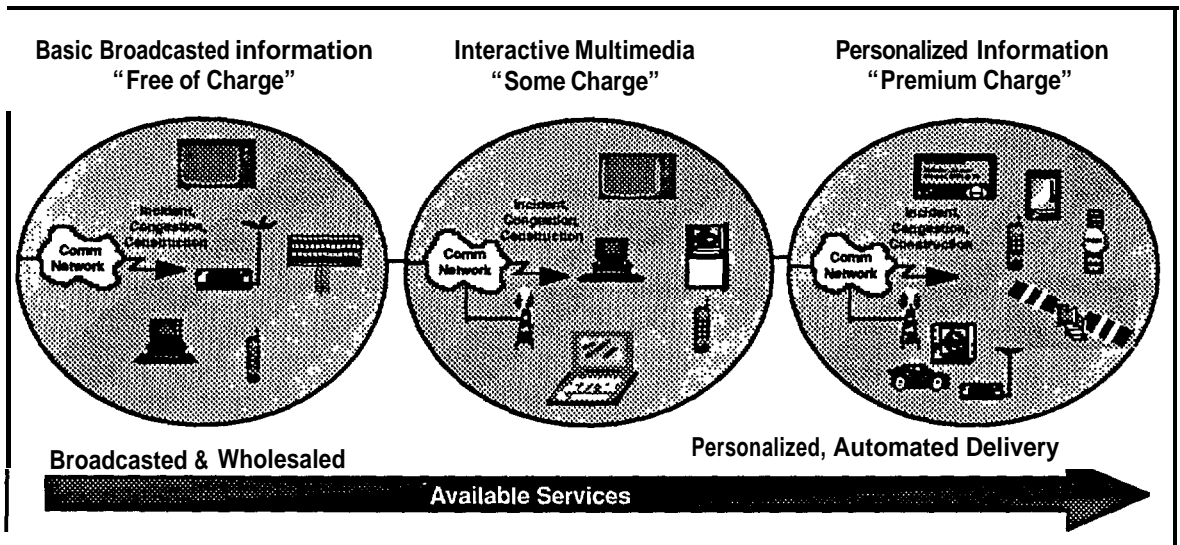 Basic Broadcasted information
“Free of Charge”
Interactive Multimedia
“Some Charge”
Personalized Information
“Premium Charge”
Incident,
Congestion,
Construction
Comm
Network
Incident,
Congestion,
Construction
Comm
Network
Incident,
Congestion,
Construction
Comm
Network
Broadcasted & Wholesaled
Personalized, Automated Delivery
Available Services